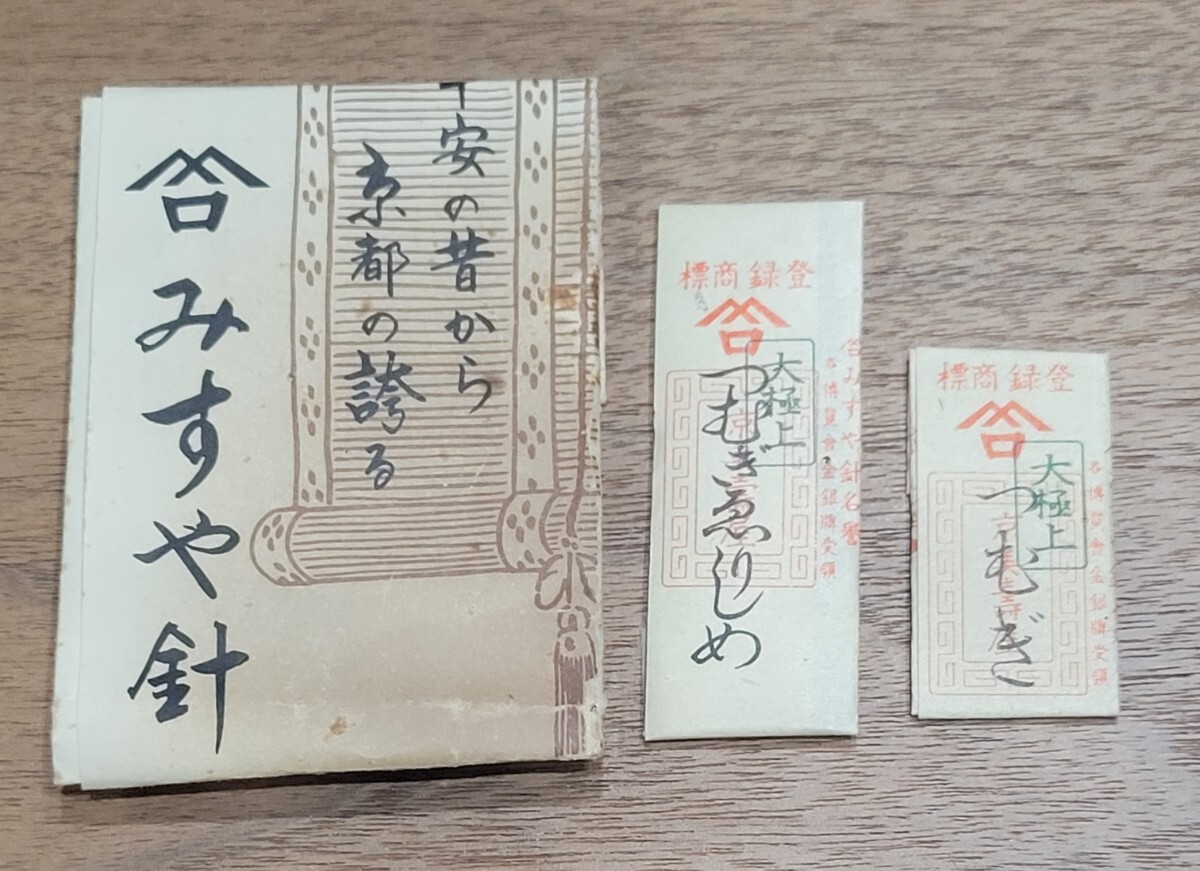 みすや針
安の昔から
京都の誇る
登録商標
大極上
つむぎゑりしめ
みすや針名誉
各博覧会金銀牌受領
登録商標
大極上
つむぎ
各博覧会金銀牌受領